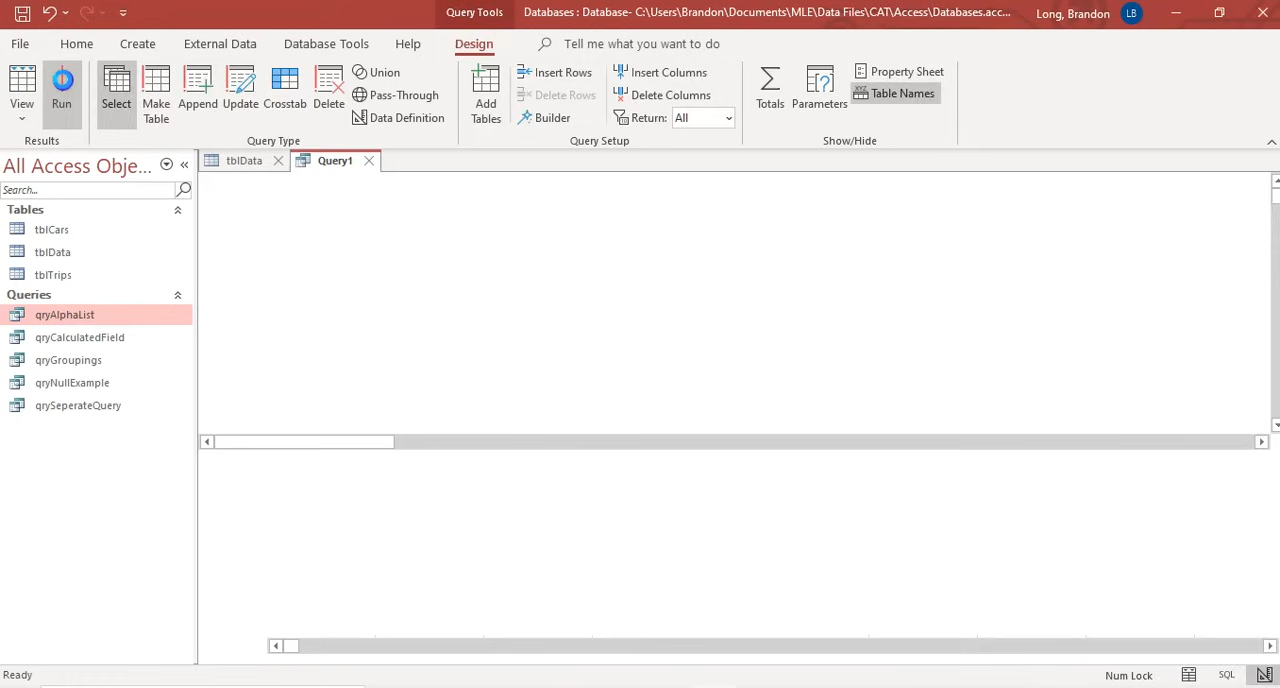 Query Tools
Databases : Database- C:\Users\Brandon\Documents\MLE\Data Files\CAT\Access\Databases.acc...
Long, Brandon
LB
File
Home
Create
External Data
Database Tools
Help
Design
Tell me what you want to do
View
Run
Select
Make
Table
Append
Update
Crosstab
Delete
Union
Pass-Through
Data Definition
Add
Tables
Insert Rows
Delete Rows
Builder
Insert Columns
Delete Columns
Return: All
Totals
Parameters
Property Sheet
XYZ Table Names
Results
Query Type
Query Setup
Show/Hide
All Access Obje...
tblData
Query1
Search...
Tables
tblCars
tblData
tblTrips
Queries
qryAlphaList
qryCalculatedField
qryGroupings
qryNullExample
qrySeperateQuery
Ready
Num Lock
SQL